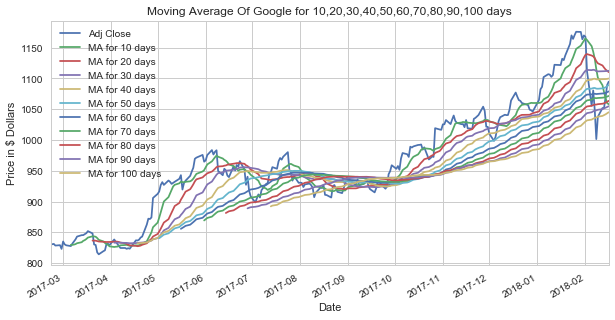 Moving Average Of Google for 10,20,30,40,50,60,70,80,90,100 days
Price in $ Dollars
1150
1100
1050
1000
950
900
850
800
Adj Close
MA for 10 days
MA for 20 days
MA for 30 days
MA for 40 days
MA for 50 days
MA for 60 days
MA for 70 days
MA for 80 days
MA for 90 days
MA for 100 days
2017-03
2017-04
2017-05
2017-06
2017-07
2017-08
2017-09
2017-10
2017-11
2017-12
2018-01
2018-02
Date